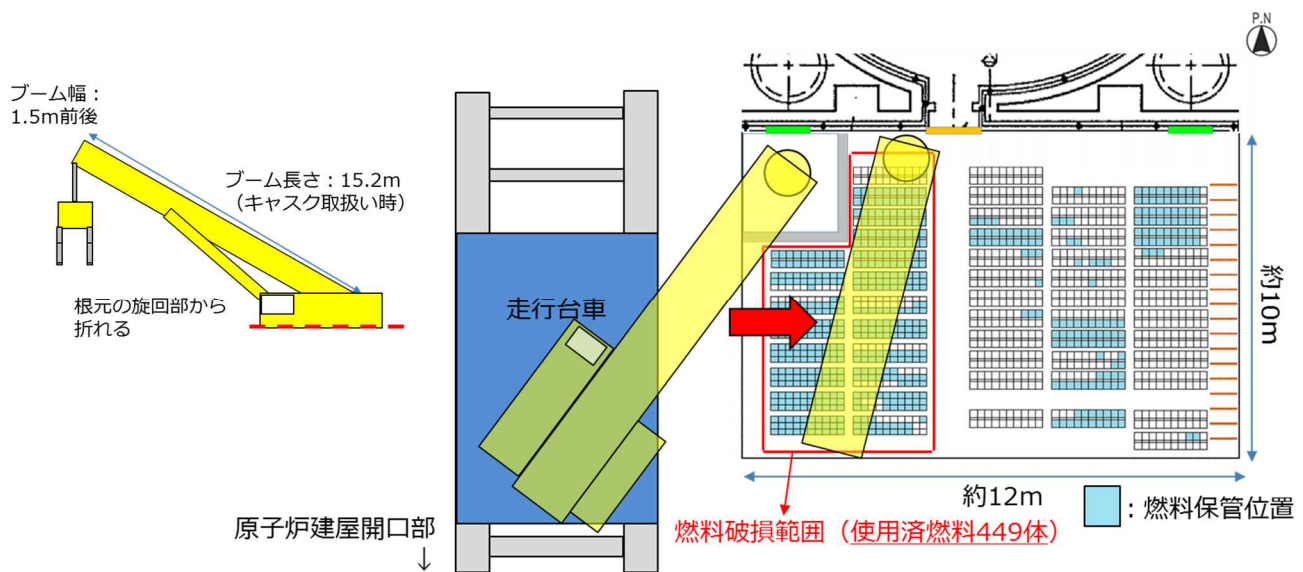 P.N
ブーム幅：
1.5m前後
ブーム長さ：15.2m
（キャスク取扱い時）
根元の旋回部から
折れる
走行台車
約10m
約12m
：燃料保管位置
燃料破損範囲（使用済燃料449体）
原子炉建屋開口部
↓